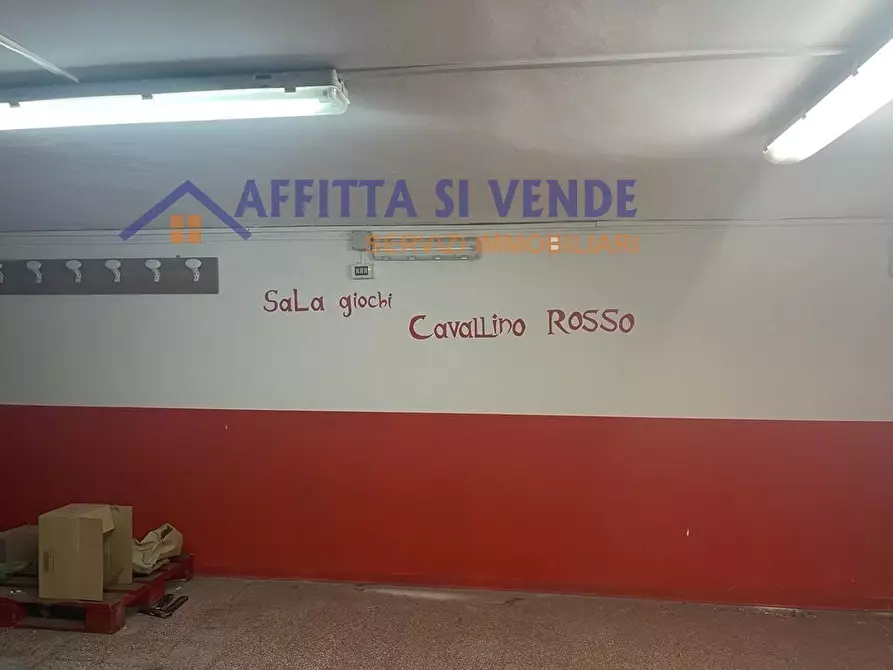 AFFITTA SI VENDE
SERVIZI IMMOBILIARI
SaLa giochi
CavaLLino RoSSo